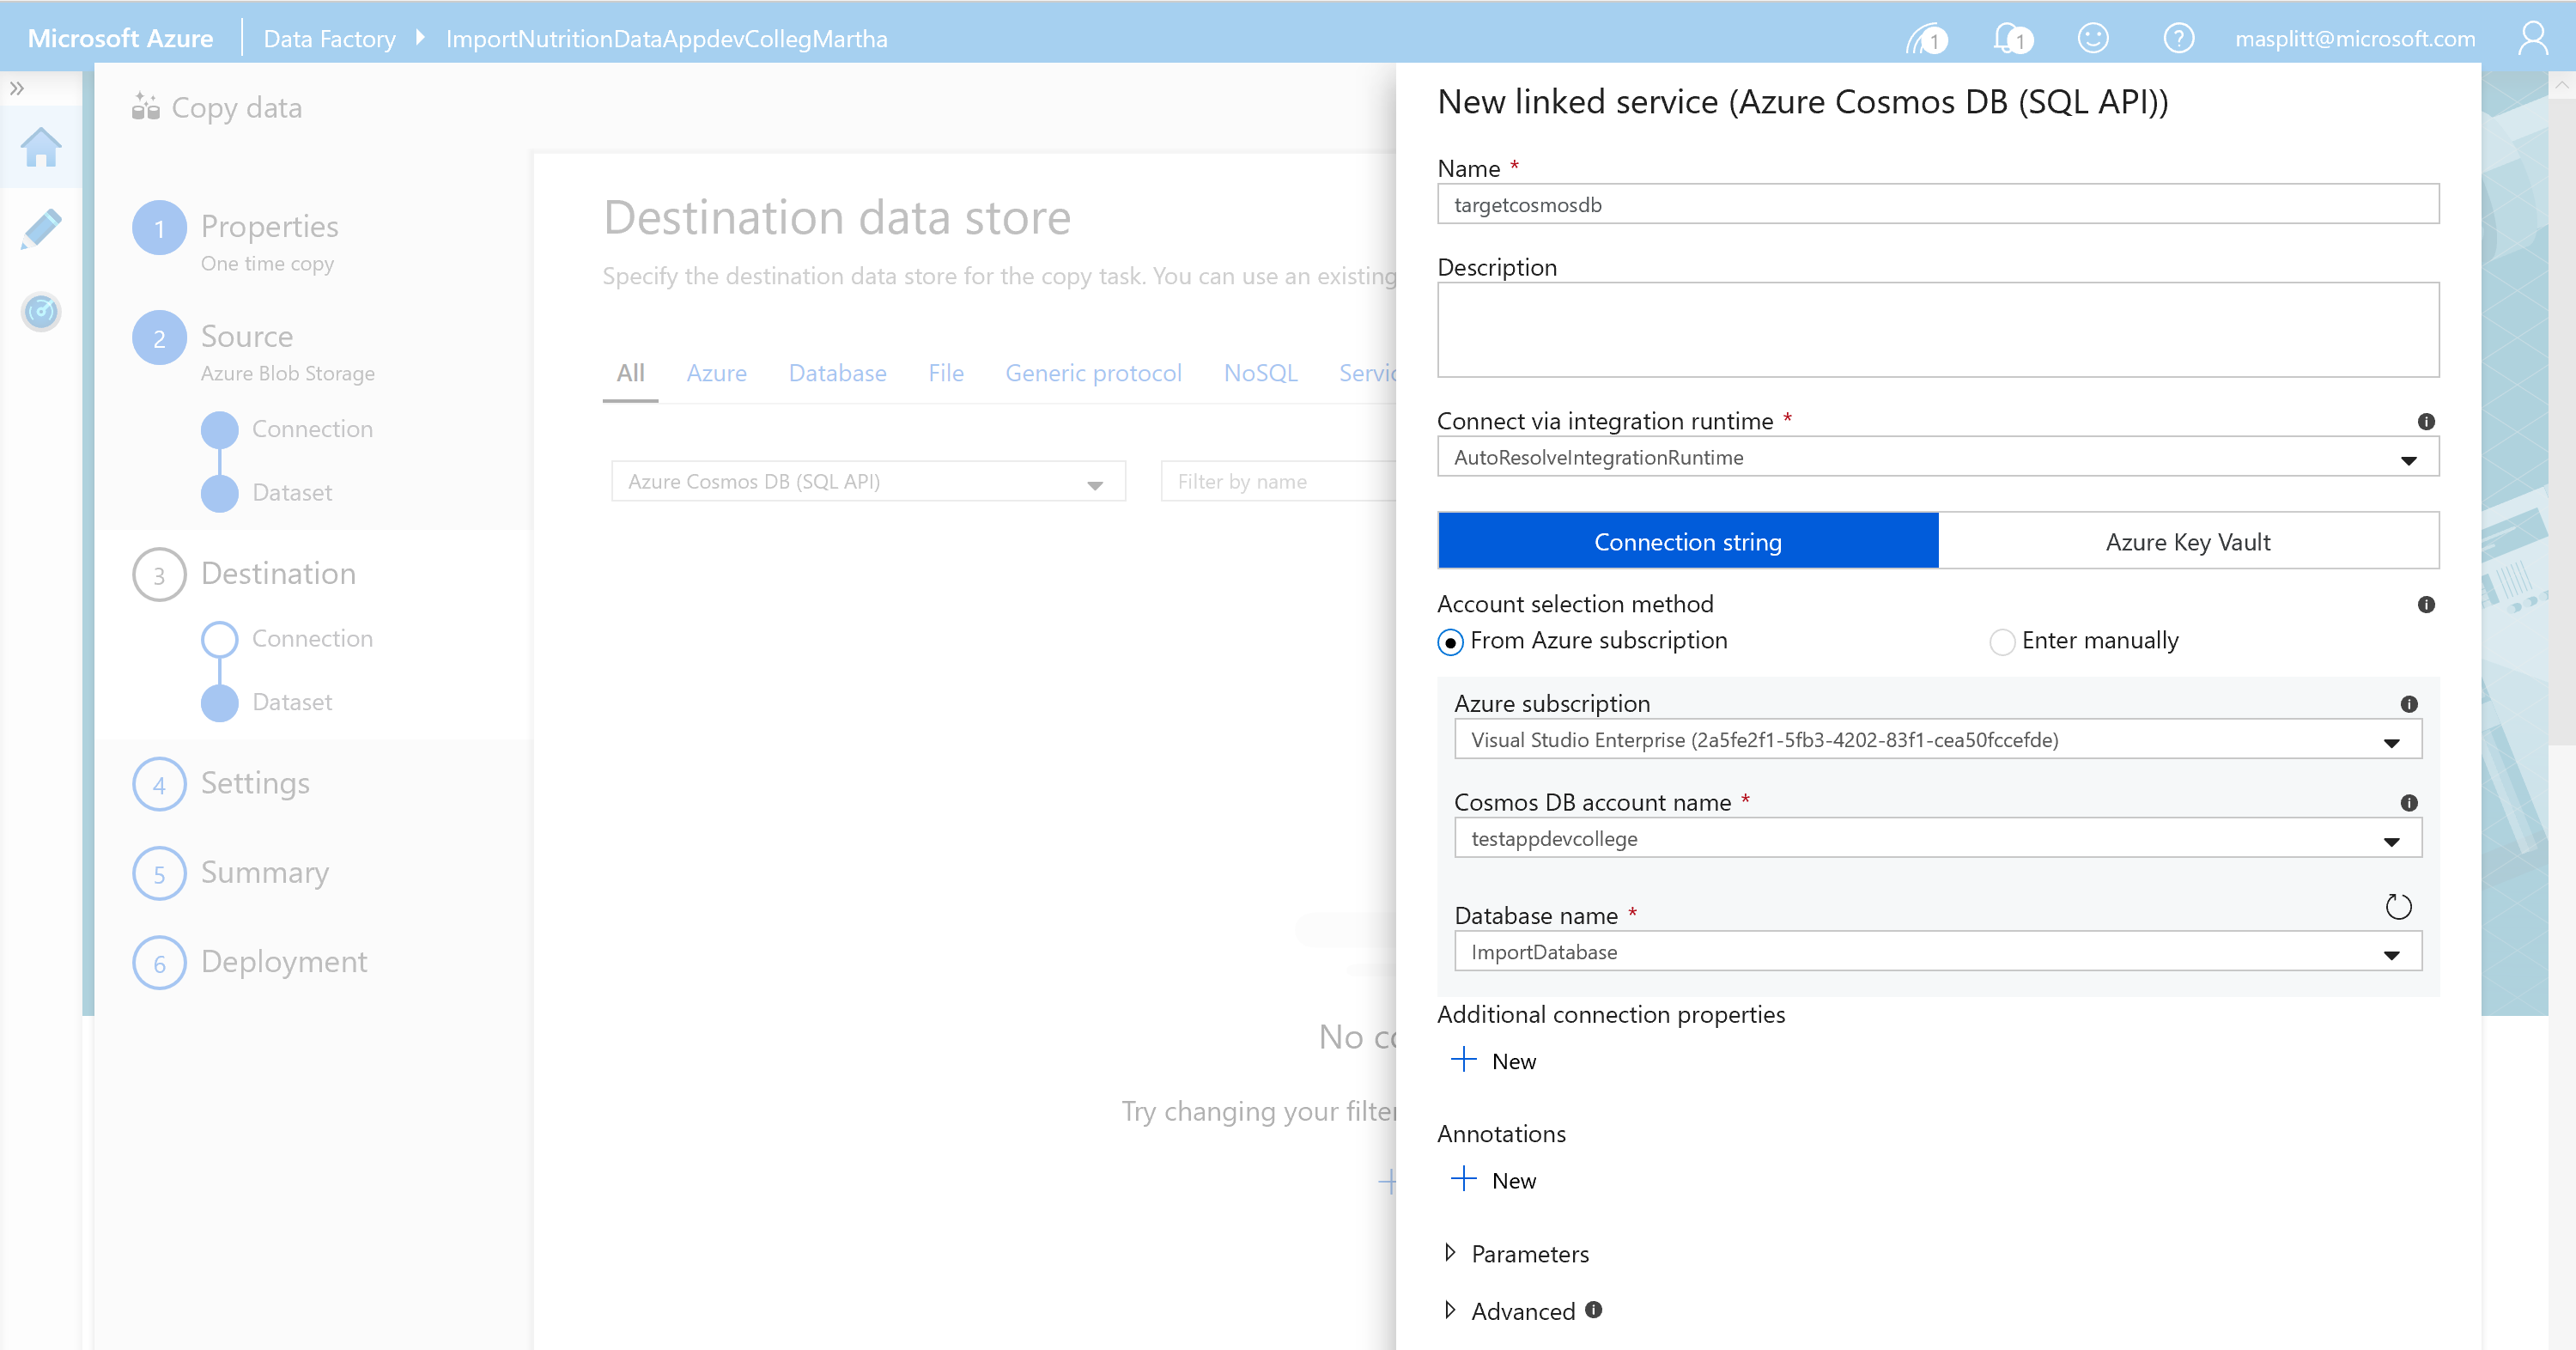 Microsoft Azure Data Factory ImportNutritionDataAppdevCollegMartha 1 1 ? masplitt@microsoft.com
Copy data
1 Properties
One time copy
2 Source
Azure Blob Storage
Connection
Dataset
3 Destination
Connection
Dataset
4 Settings
5 Summary
6 Deployment
Destination data store
Specify the destination data store for the copy task. You can use an existing
All Azure Database File Generic protocol NoSQL Servic
Azure Cosmos DB (SQL API) Filter by name
No co
Try changing your filter
New linked service (Azure Cosmos DB (SQL API))
Name *
targetcosmosdb
Description
Connect via integration runtime *
AutoResolveIntegrationRuntime
Connection string Azure Key Vault
Account selection method
From Azure subscription Enter manually
Azure subscription
Visual Studio Enterprise (2a5fe2f1-5fb3-4202-83f1-cea50fccefde)
Cosmos DB account name *
testappdevcollege
Database name *
ImportDatabase
Additional connection properties
New
Annotations
New
Parameters
Advanced